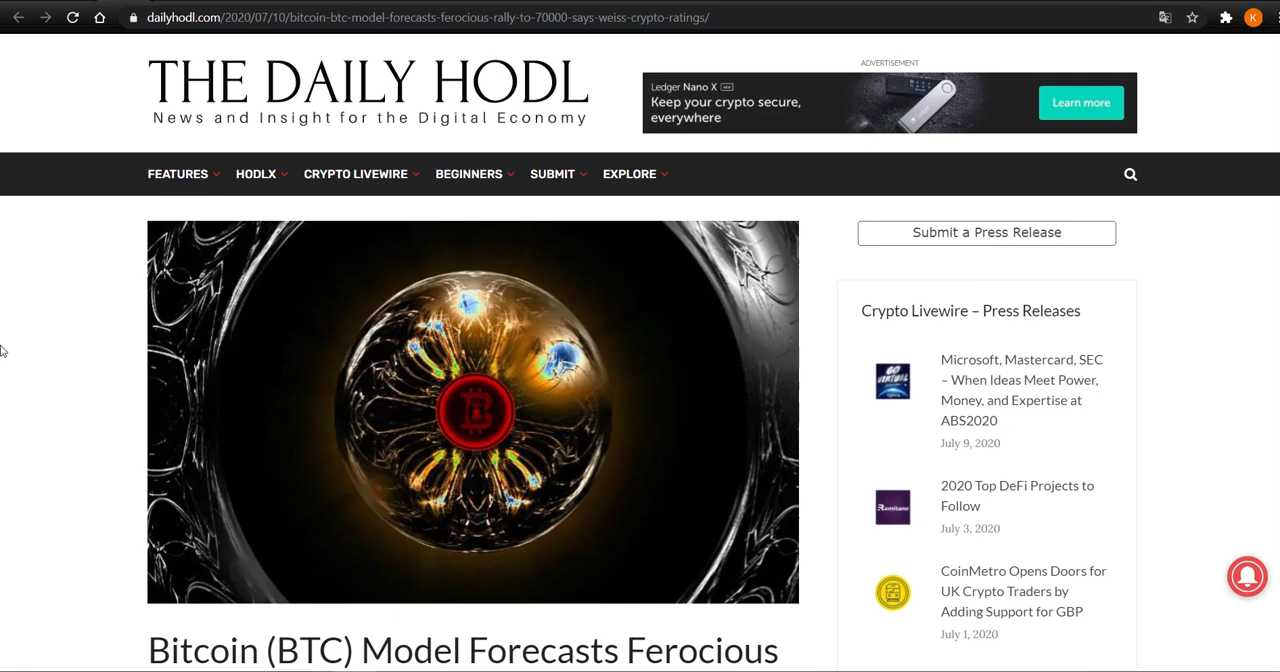 dailyhodl.com/2020/07/10/bitcoin-btc-model-forecasts-ferocious-rally-to-70000-says-weiss-crypto-ratings/
K
THE DAILY HODL
News and Insight for the Digital Economy
ADVERTISEMENT
Ledger Nano X NEW
Keep your crypto secure,
everywhere
Learn more
FEATURES
HODLX
CRYPTO LIVEWIRE
BEGINNERS
SUBMIT
EXPLORE
Submit a Press Release
Crypto Livewire – Press Releases
GO
VIRTUAL
Microsoft, Mastercard, SEC
– When Ideas Meet Power,
Money, and Expertise at
ABS2020
July 9, 2020
Remitano
2020 Top DeFi Projects to
Follow
July 3, 2020
CoinMetro Opens Doors for
UK Crypto Traders by
Adding Support for GBP
July 1, 2020
Bitcoin (BTC) Model Forecasts Ferocious